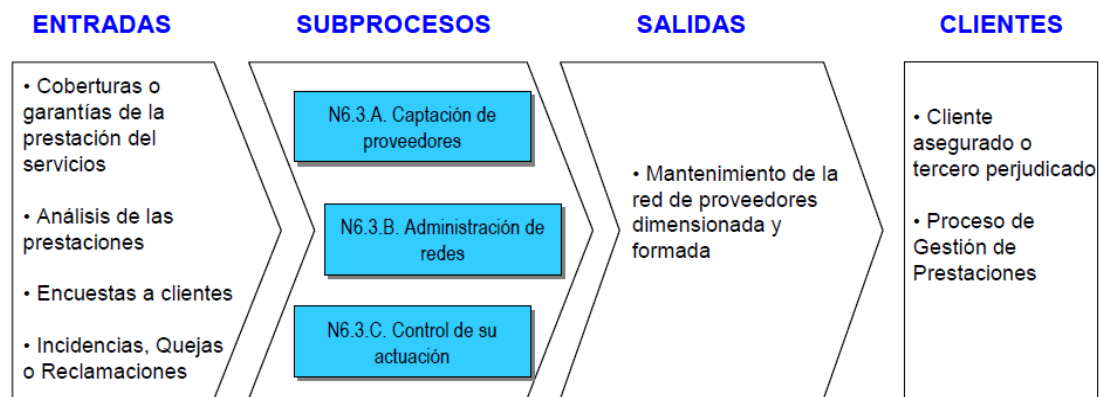 ENTRADAS
SUBPROCESOS
SALIDAS
CLIENTES
• Coberturas o
garantías de la
prestación del
servicios
• Análisis de las
prestaciones
• Encuestas a clientes
• Incidencias, Quejas
o Reclamaciones
N6.3.A. Captación de
proveedores
N6.3.B. Administración de
redes
N6.3.C. Control de su
actuación
• Mantenimiento de la
red de proveedores
dimensionada y
formada
• Cliente
asegurado o
tercero perjudicado
• Proceso de
Gestión de
Prestaciones